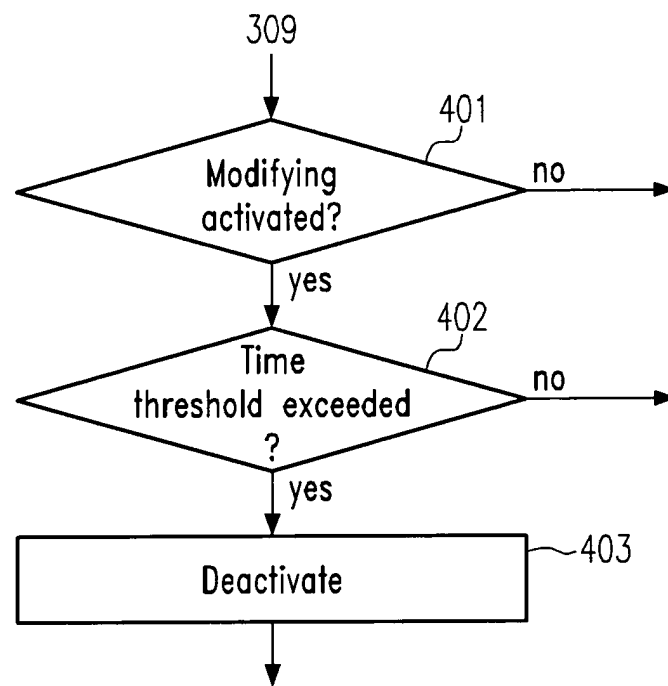 309
401
Modifying
activated?
no
yes
402
Time
threshold exceeded
?
no
yes
403
Deactivate